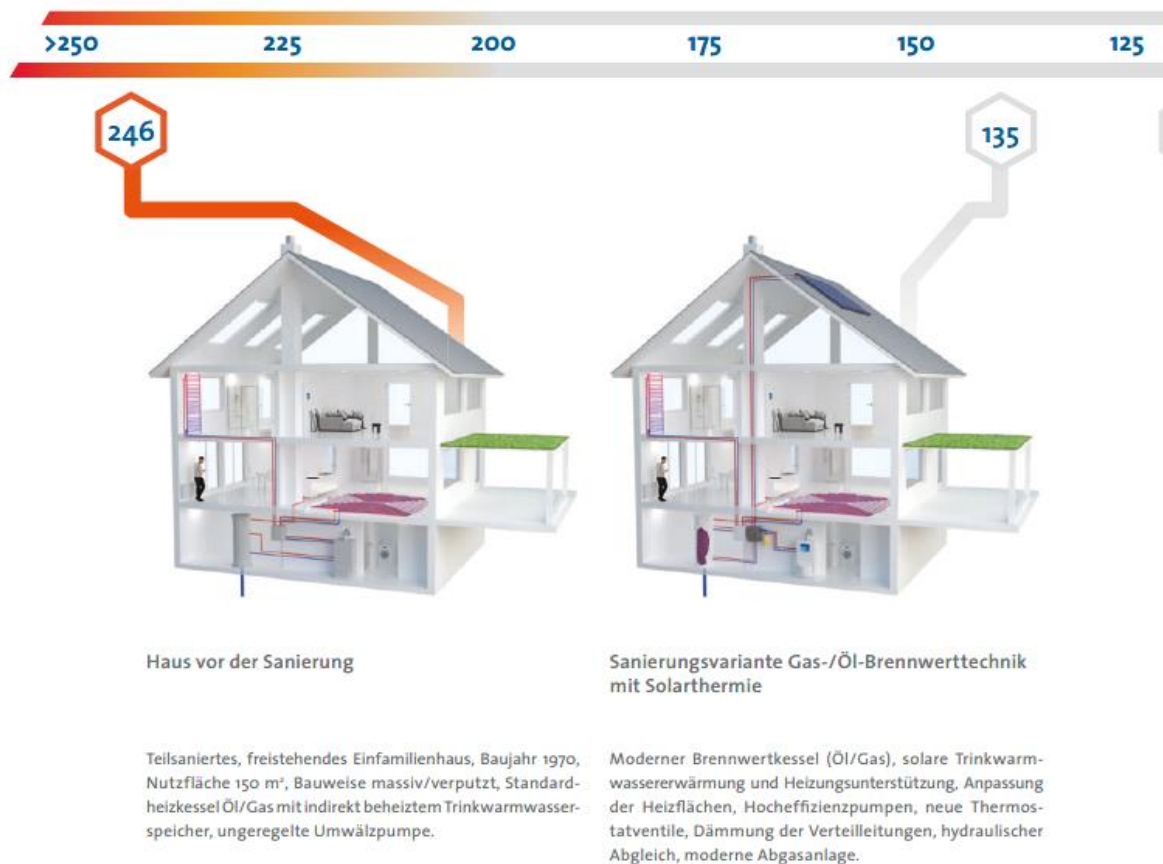 >250 225 200 175 150 125
246
135
Haus vor der Sanierung
Teilsaniertes, freistehendes Einfamilienhaus, Baujahr 1970,
Nutzfläche 150 m², Bauweise massiv/verputzt, Standard-
heizkessel Öl/Gas mit indirekt beheiztem Trinkwarmwasser-
speicher, ungeregelte Umwälzpumpe.
Sanierungsvariante Gas-/Öl-Brennwerttechnik
mit Solarthermie
Moderner Brennwertkessel (Öl/Gas), solare Trinkwarm-
wassererwärmung und Heizungsunterstützung, Anpassung
der Heizflächen, Hocheffizienzpumpen, neue Thermos-
tatventile, Dämmung der Verteilleitungen, hydraulischer
Abgleich, moderne Abgasanlage.